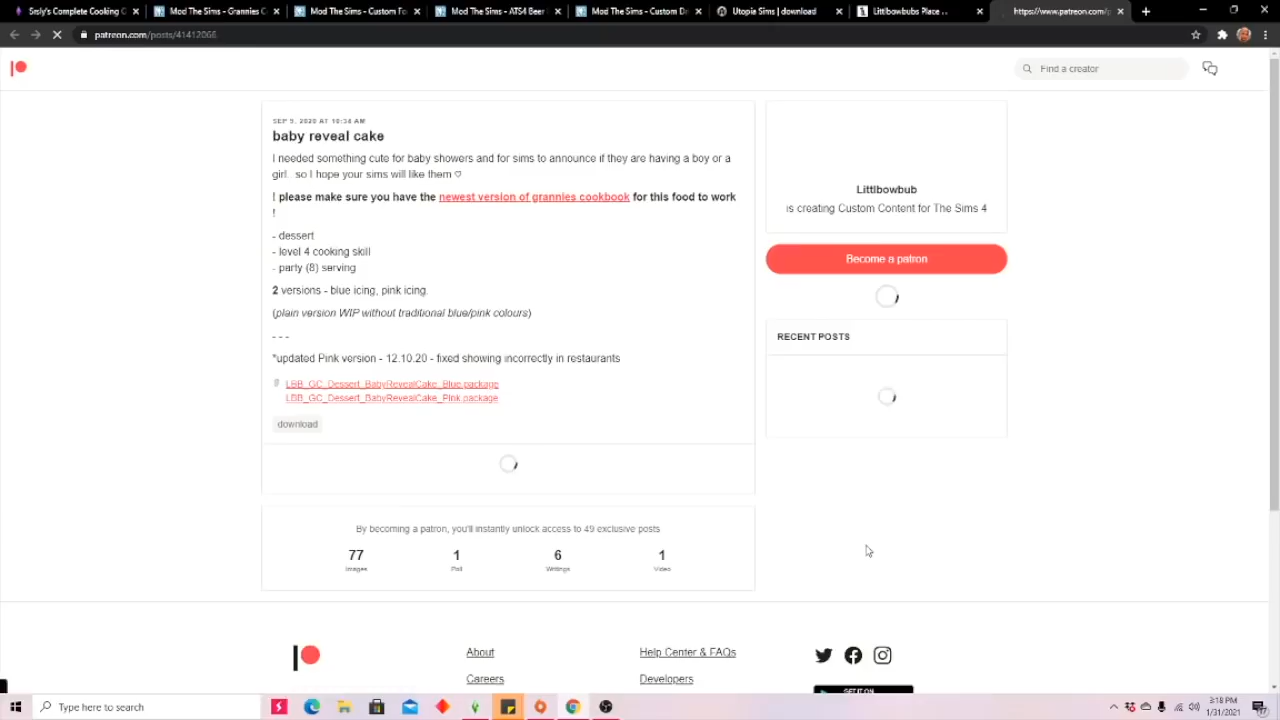 Srsly's Complete Cooking O
Mod The Sims - Grannies C
Mod The Sims - Custom Fo
Mod The Sims - ATS4 Beer
Mod The Sims - Custom D
Utopia Sims | download
Littlbowbubs Place ..
https://www.patreon.com/p
patreon.com/posts/41412066
Find a creator
SEP 9, 2020 AT 10:34 AM
baby reveal cake
I needed something cute for baby showers and for sims to announce if they are having a boy or a
girl.. so I hope your sims will like them ♡
! please make sure you have the newest version of grannies cookbook for this food to work
!
- dessert
- level 4 cooking skill
- party (8) serving
2 versions - blue icing, pink icing.
(plain version WIP without traditional blue/pink colours)
- - -
*updated Pink version - 12.10.20 - fixed showing incorrectly in restaurants
LBB_GC_Dessert_BabyRevealCake_Blue.package
LBB_GC_Dessert_BabyRevealCake_Pink.package
download
Littlbowbub
is creating Custom Content for The Sims 4
Become a patron
RECENT POSTS
By becoming a patron, you'll instantly unlock access to 49 exclusive posts
77
Images
1
Poll
6
Writings
1
Video
About
Careers
Help Center & FAQs
Developers
GET IT ON
Type here to search
3:18 PM
1/31/2021